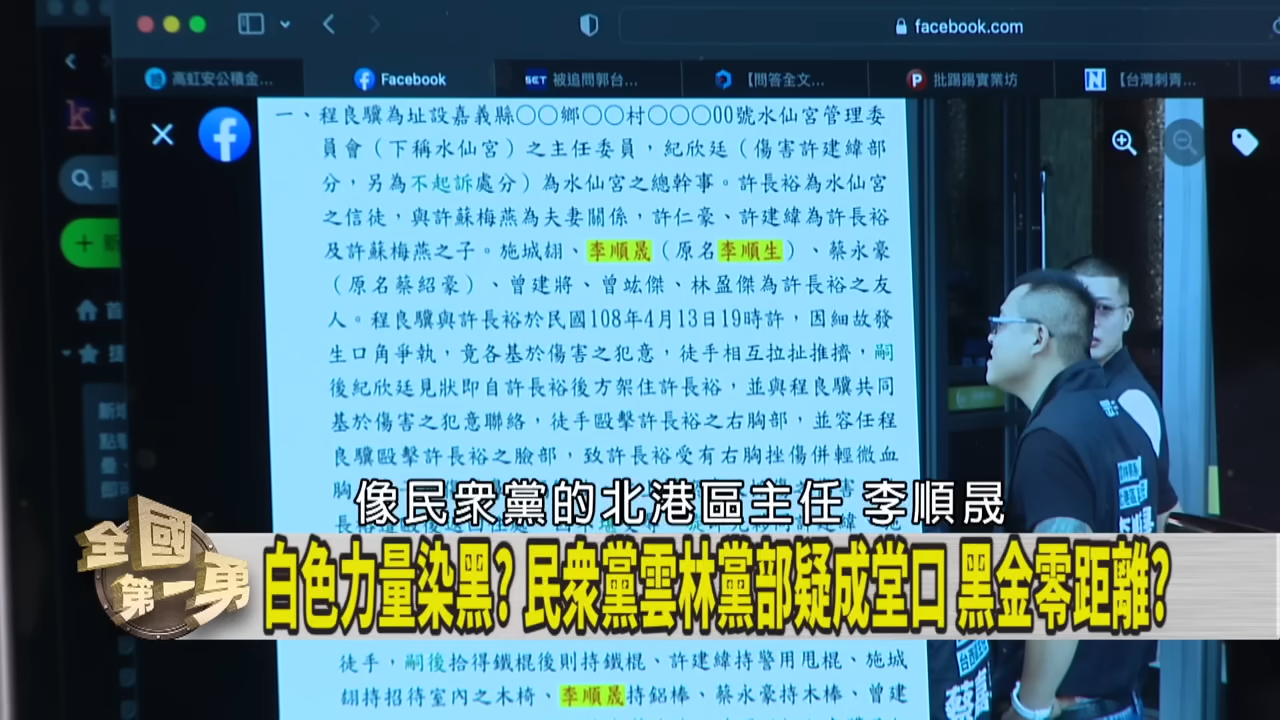 facebook.com
高虹安公積金...
Facebook
SET 被追問郭台...
【問答全文...
P 批踢踢實業坊
N 【台灣刺青...
SET
一、程良驥為址設嘉義縣○○鄉○○村○○○00號水仙宮管理委
員會（下稱水仙宮）之主任委員，紀欣廷（傷害許建緯部
分，另為不起訴處分）為水仙宮之總幹事。許長裕為水仙宮
之信徒，與許蘇梅燕為夫妻關係，許仁豪、許建緯為許長裕
及許蘇梅燕之子。施城翃、李順晟（原名李順生）、蔡永豪
（原名蔡紹豪）、曾建將、曾竑傑、林盈傑為許長裕之友
人。程良驥與許長裕於民國108年4月13日19時許，因細故發
生口角爭執，竟各基於傷害之犯意，徒手相互拉扯推擠，嗣
後紀欣廷見狀即自許長裕後方架住許長裕，並與程良驥共同
基於傷害之犯意聯絡，徒手毆擊許長裕之右胸部，並容任程
良驥毆擊許長裕之臉部，致許長裕受有右胸挫傷併輕微血
像民眾黨的北港區主任 李順晟
全國第一勇
白色力量染黑？民眾黨雲林黨部疑成堂口 黑金零距離？
徒手，嗣後拾得鐵棍後則持鐵棍、許建緯持警用甩棍、施城
翃持招待室內之木椅、李順晟持鋁棒、蔡永豪持木棒、曾建